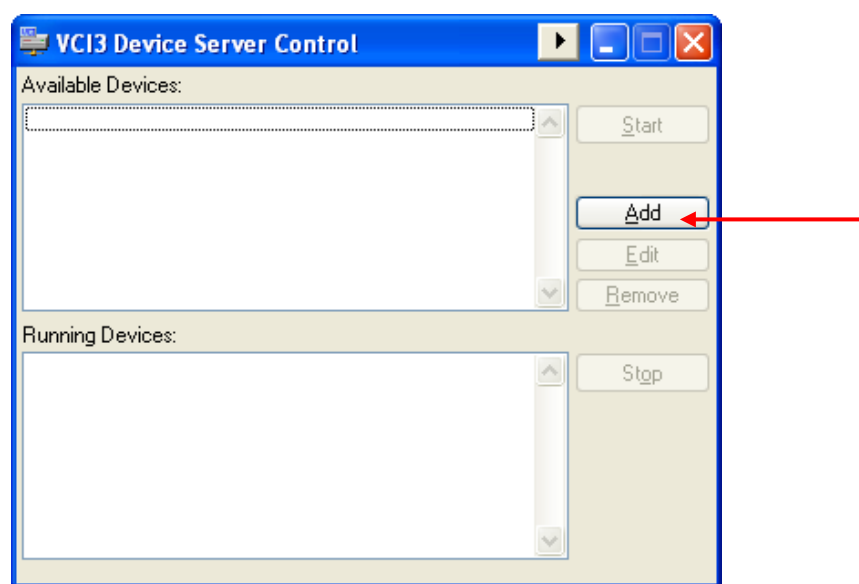 VCI3 Device Server Control
Available Devices:
Start
Add
Edit
Remove
Running Devices:
Stop